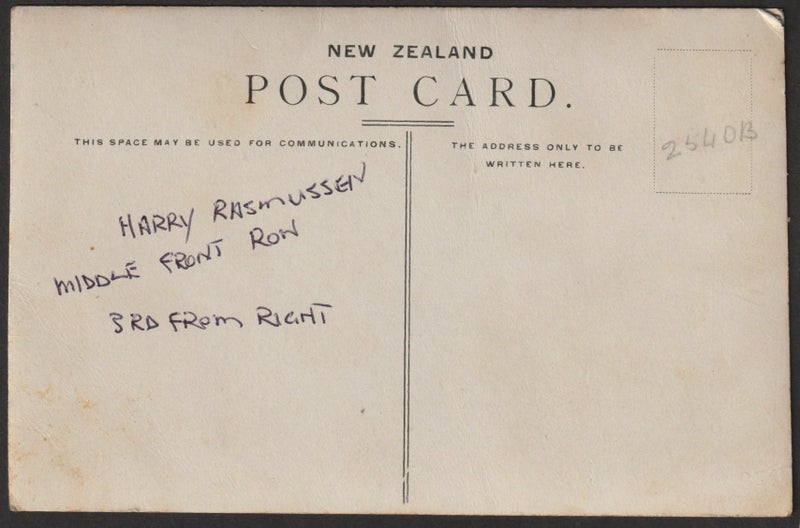 NEW ZEALAND
POST CARD.
THIS SPACE MAY BE USED FOR COMMUNICATIONS.
THE ADDRESS ONLY TO BE
WRITTEN HERE.
2540B
HARRY RASMUSSEN
MIDDLE FRONT ROW
3RD FROM RIGHT